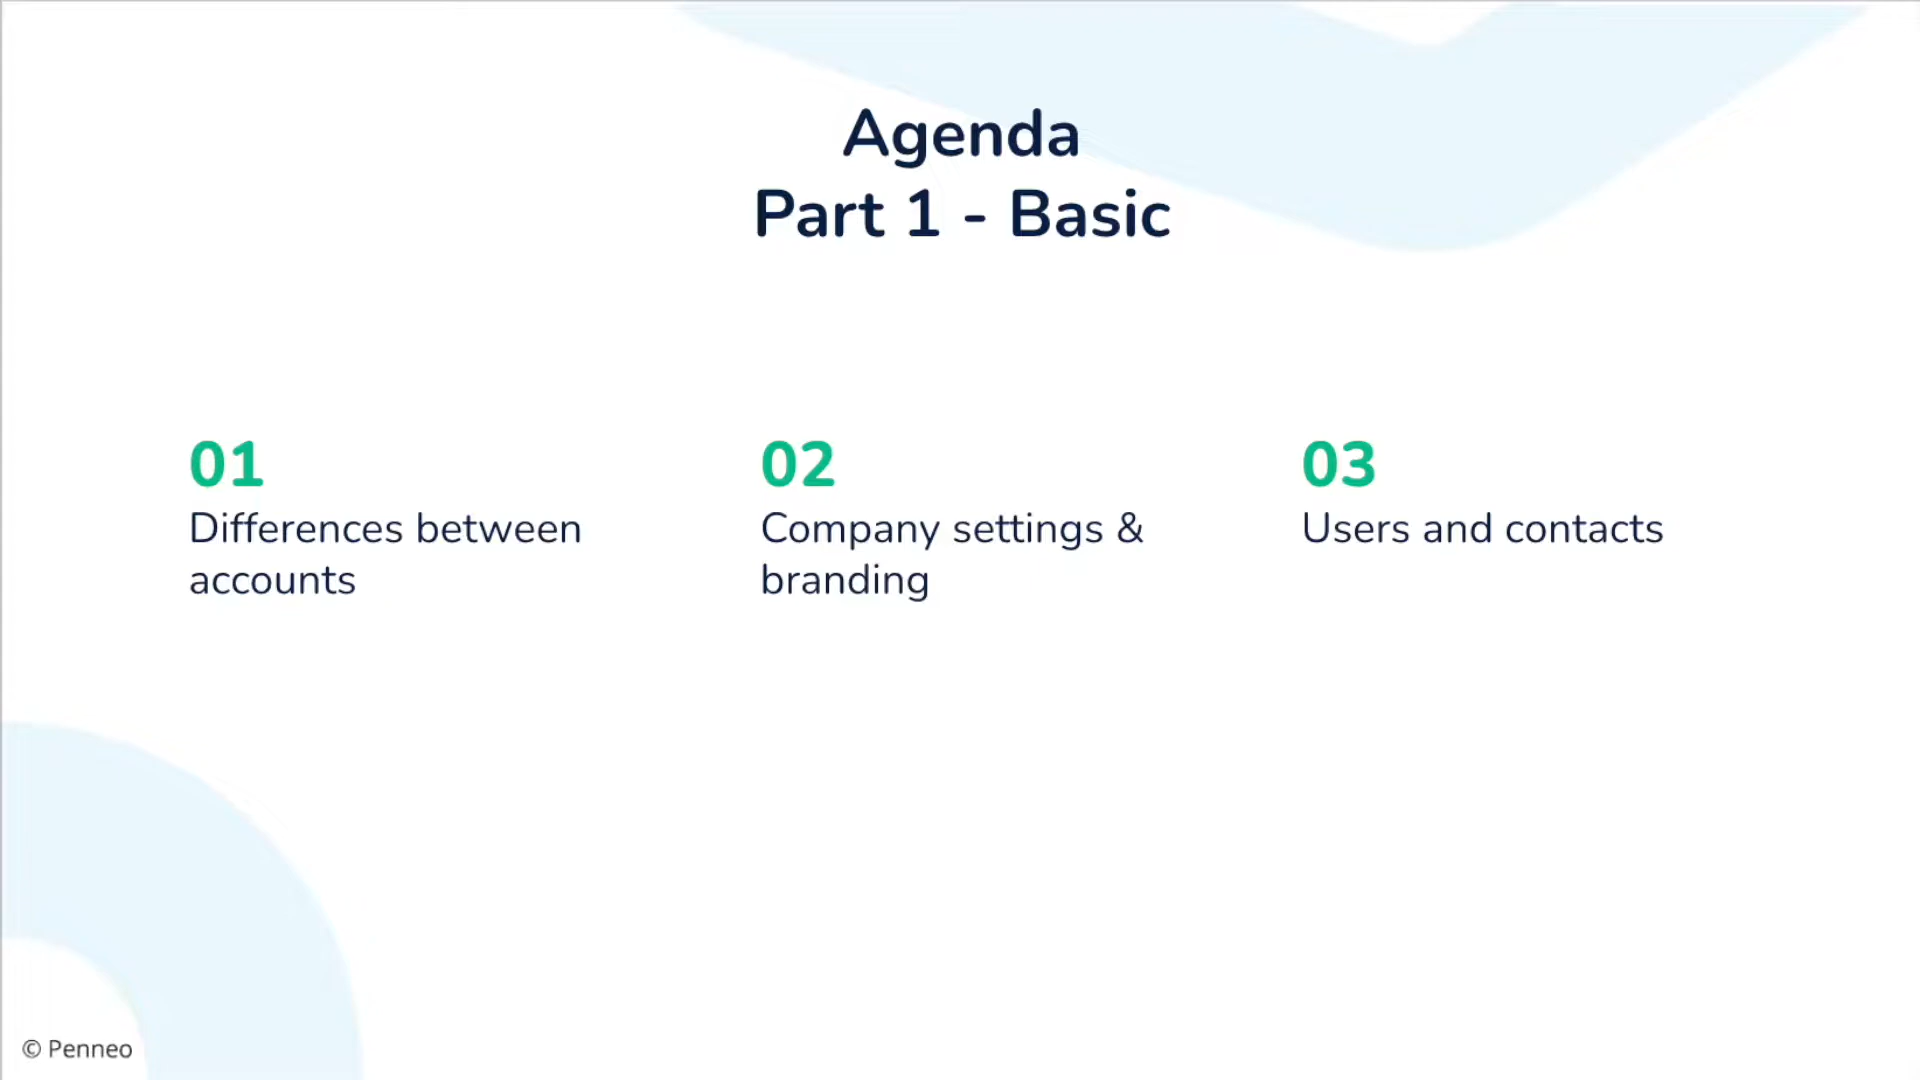 Agenda
Part 1 - Basic
01
Differences between
accounts
02
Company settings &
branding
03
Users and contacts
© Penneo